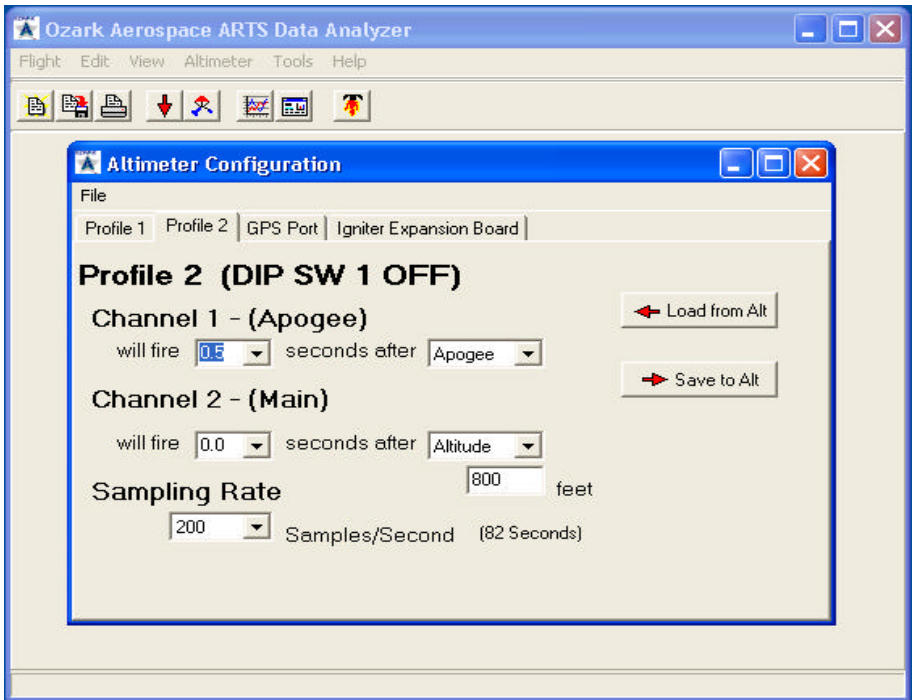 Ozark Aerospace ARTS Data Analyzer
Flight Edit View Altimeter Tools Help
Altimeter Configuration
File
Profile 1 Profile 2 GPS Port Igniter Expansion Board
Profile 2 (DIP SW 1 OFF)
Load from Alt
Channel 1 - (Apogee)
will fire 0.5 seconds after Apogee
Save to Alt
Channel 2 - (Main)
will fire 0.0 seconds after Altitude
800 feet
Sampling Rate
200 Samples/Second (82 Seconds)